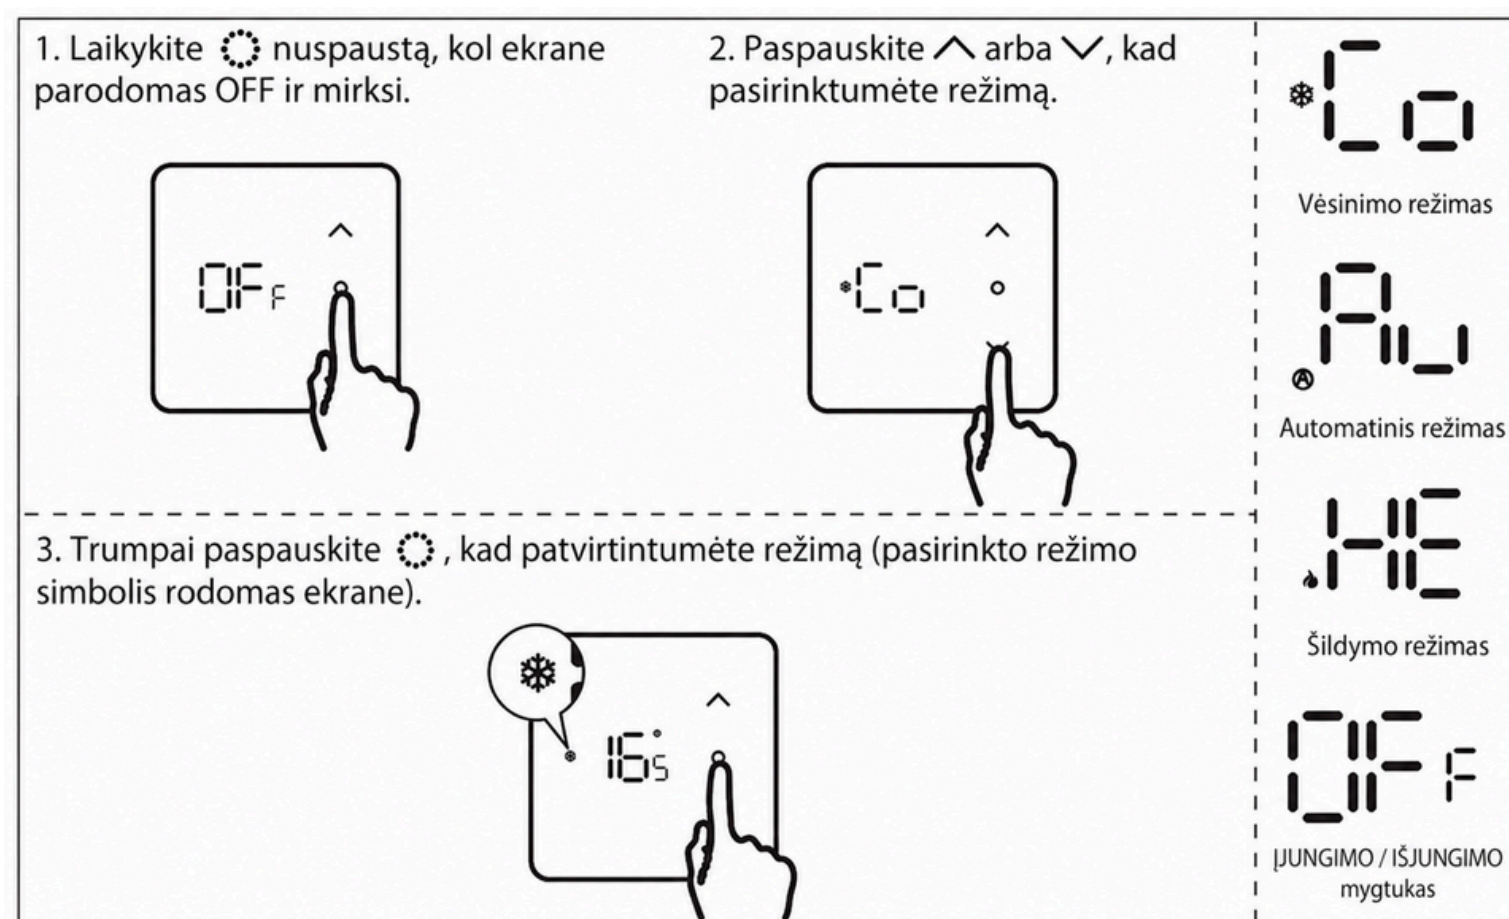 1. Laikykite nuspaustą, kol ekrane
parodomas OFF ir mirksi.
OFF
2. Paspauskite arba , kad
pasirinktumėte režimą.
Co
3. Trumpai paspauskite , kad patvirtintumėte režimą (pasirinkto režimo
simbolis rodomas ekrane).
16°5
Co
Vėsinimo režimas
Au
A
Automatinis režimas
HE
Šildymo režimas
OFF
ĮJUNGIMO / IŠJUNGIMO
mygtukas